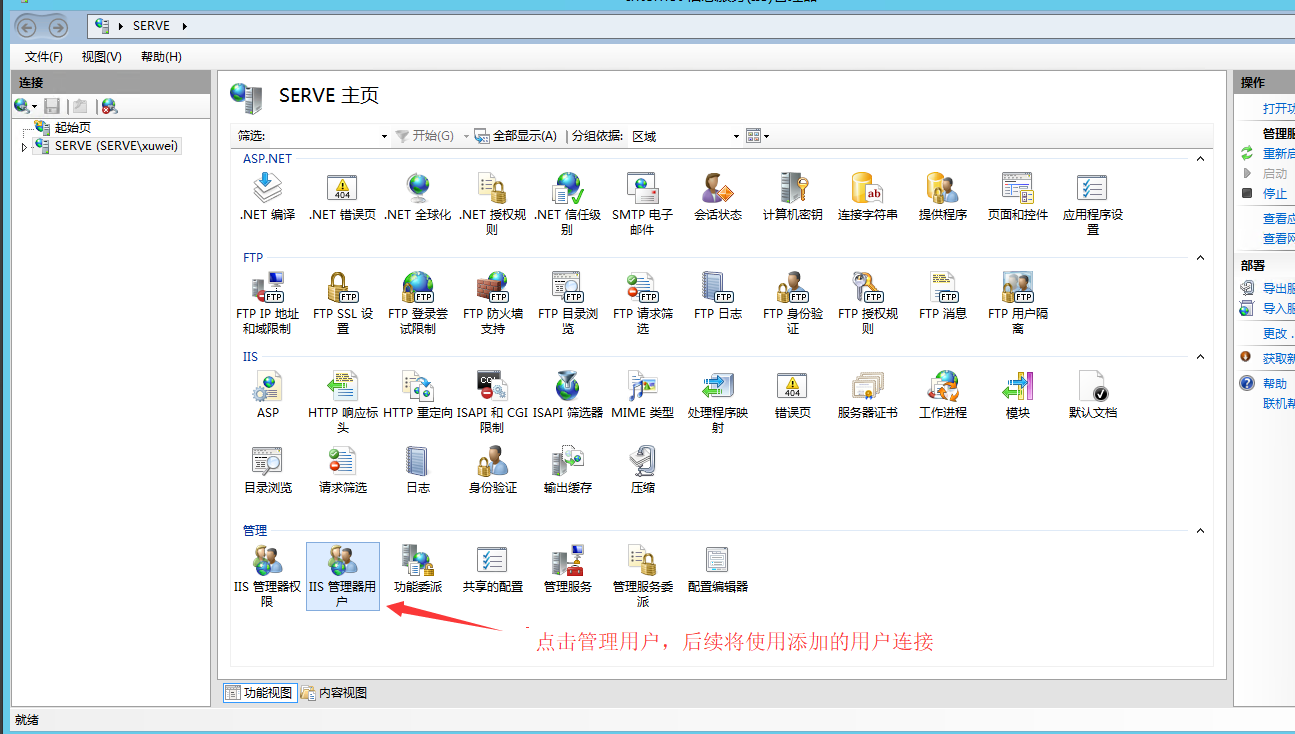 SERVE
文件(F) 视图(V) 帮助(H)
连接
起始页
SERVE (SERVE\xuwei)
SERVE 主页
筛选: 开始(G) 全部显示(A) 分组依据: 区域
ASP.NET
.NET 编译 .NET 错误页 .NET 全球化 .NET 授权规 .NET 信任级 SMTP 电子 会话状态 计算机密钥 连接字符串 提供程序 页面和控件 应用程序设
则 别 邮件 置
FTP
FTP FTP FTP FTP FTP FTP FTP FTP FTP FTP
FTP IP 地址 FTP SSL 设 FTP 登录尝 FTP 防火墙 FTP 目录浏 FTP 请求筛 FTP 日志 FTP 身份验 FTP 授权规 FTP 消息 FTP 用户隔
和域限制 置 试限制 支持 览 选 证 则 离
IIS
404
ASP HTTP 响应标 HTTP 重定向 ISAPI 和 CGI ISAPI 筛选器 MIME 类型 处理程序映 错误页 服务器证书 工作进程 模块 默认文档
头 限制 射
目录浏览 请求筛选 日志 身份验证 输出缓存 压缩
管理
IIS 管理器权 IIS 管理器用 功能委派 共享的配置 管理服务 管理服务委 配置编辑器
限 户 派
点击管理用户，后续将使用添加的用户连接
功能视图 内容视图
就绪
操作
打开功
管理服
重新启
启动
停止
查看应
查看网
部署
导出服
导入服
更改 .
获取新
帮助
联机帮